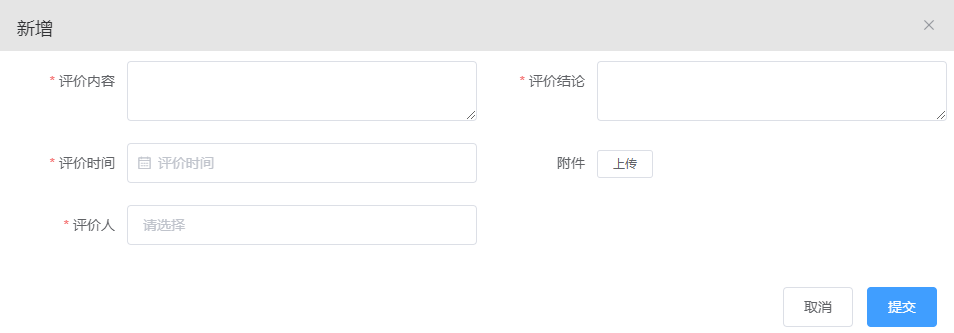 新增
* 评价内容
* 评价结论
* 评价时间 评价时间
附件 上传
* 评价人 请选择
取消 提交